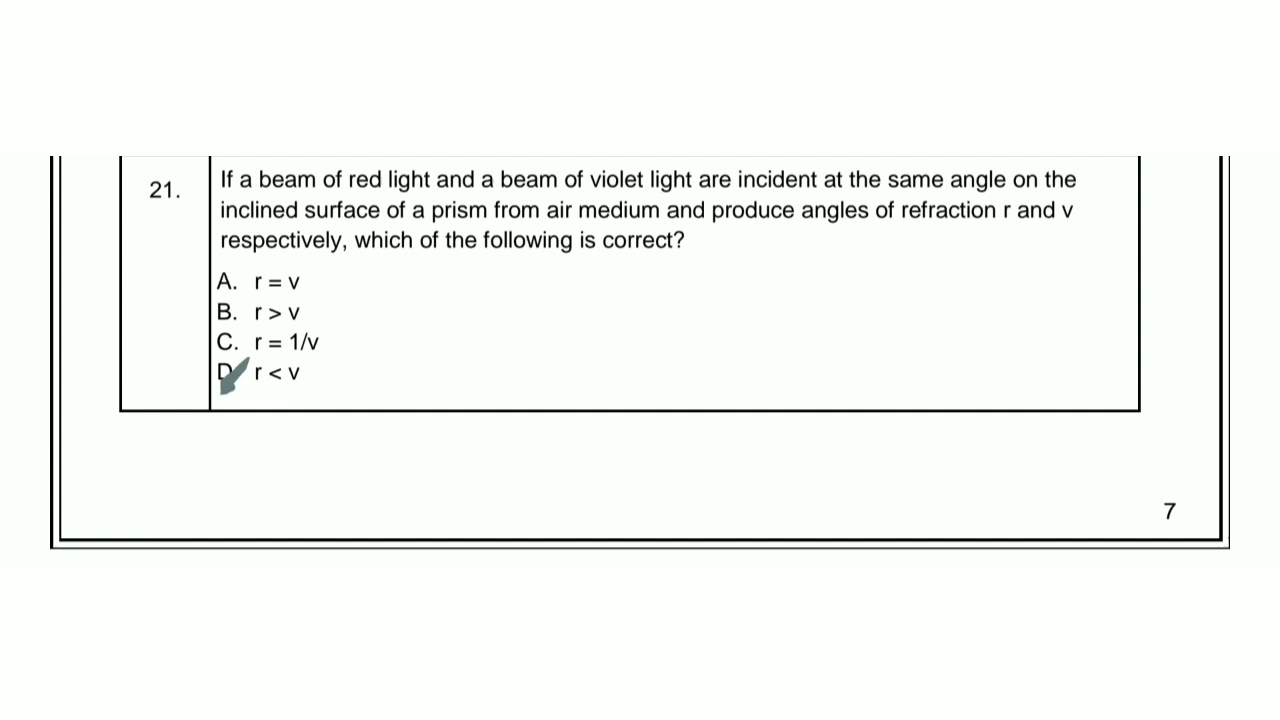 21.
If a beam of red light and a beam of violet light are incident at the same angle on the
inclined surface of a prism from air medium and produce angles of refraction r and v
respectively, which of the following is correct?
A. r = v
B. r > v
C. r = 1/v
D. r < v
7